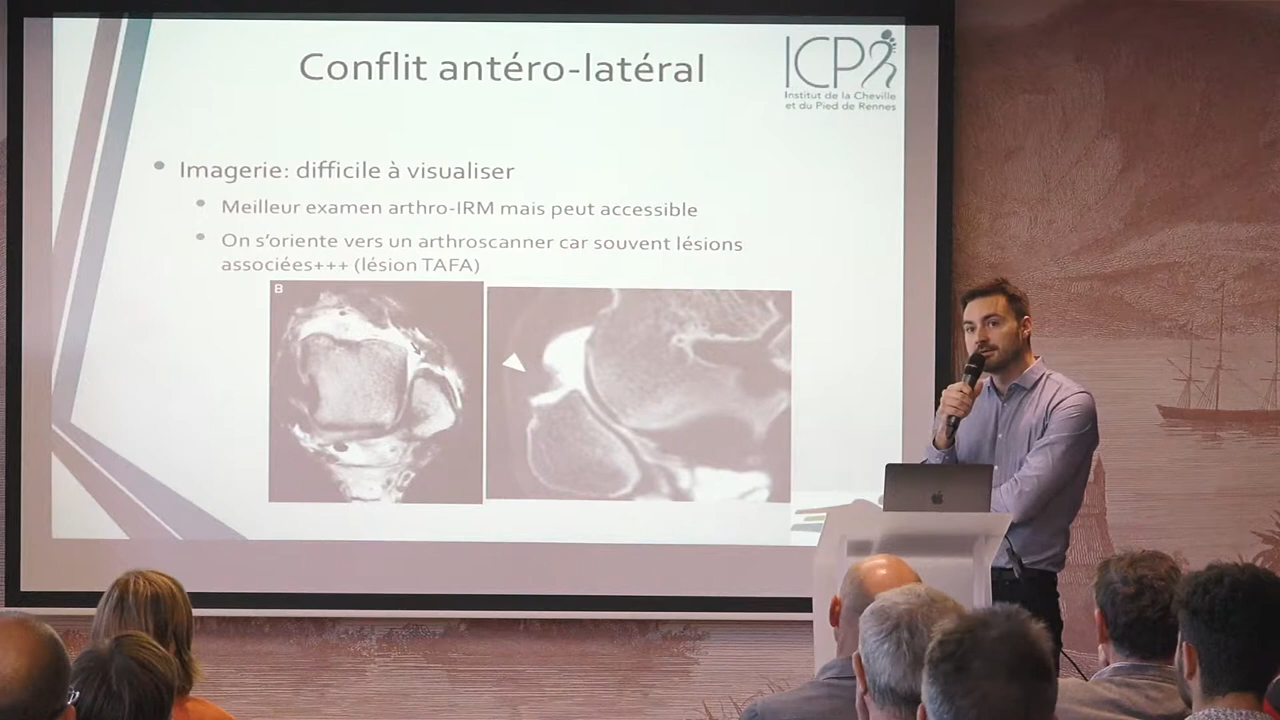 Conflit antéro-latéral
ICP
Institut de la Cheville
et du Pied de Rennes
Imagerie: difficile à visualiser
Meilleur examen arthro-IRM mais peut accessible
On s'oriente vers un arthroscanner car souvent lésions
associées+++ (lésion TAFA)
B